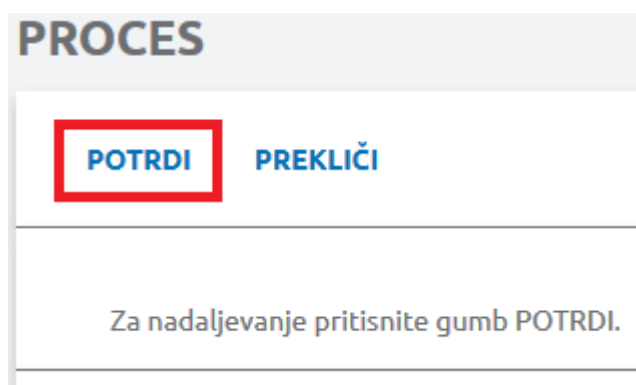 PROCES
POTRDI PREKLIČI
Za nadaljevanje pritisnite gumb POTRDI.